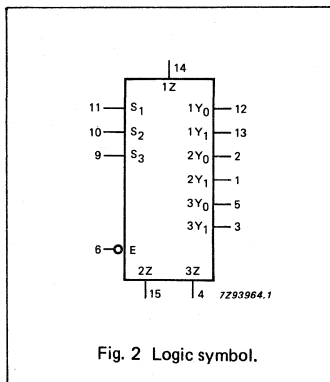 14
1Z
11 S1 1Y0 12
10 S2 1Y1 13
9 S3 2Y0 2
2Y1 1
3Y0 5
3Y1 3
6 E
2Z 3Z
15 4 7Z93964.1
Fig. 2 Logic symbol.